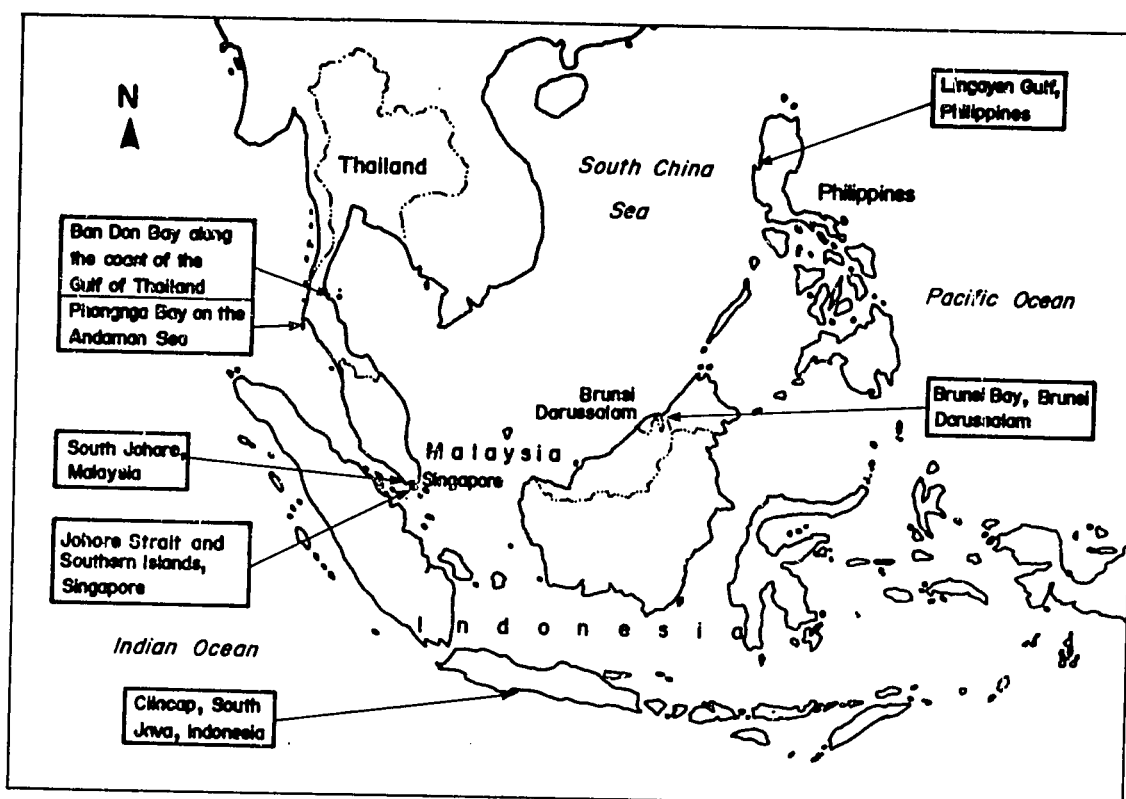 N
Lingayen Gulf,
Philippines
Thailand
South China
Sea
Philippines
Ban Don Bay along
the coast of the
Gulf of Thailand
Phangnga Bay on the
Andaman Sea
Pacific Ocean
Brunei
Darussalam
Brunei Bay, Brunei
Darussalam
South Johore,
Malaysia
Malaysia
Singapore
Johore Strait and
Southern Islands,
Singapore
Indonesia
Indian Ocean
Cilacap, South
Java, Indonesia